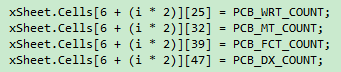 xSheet.Cells[6 + (i * 2)][25] = PCB_WRT_COUNT;
xSheet.Cells[6 + (i * 2)][32] = PCB_MT_COUNT;
xSheet.Cells[6 + (i * 2)][39] = PCB_FCT_COUNT;
xSheet.Cells[6 + (i * 2)][47] = PCB_DX_COUNT;